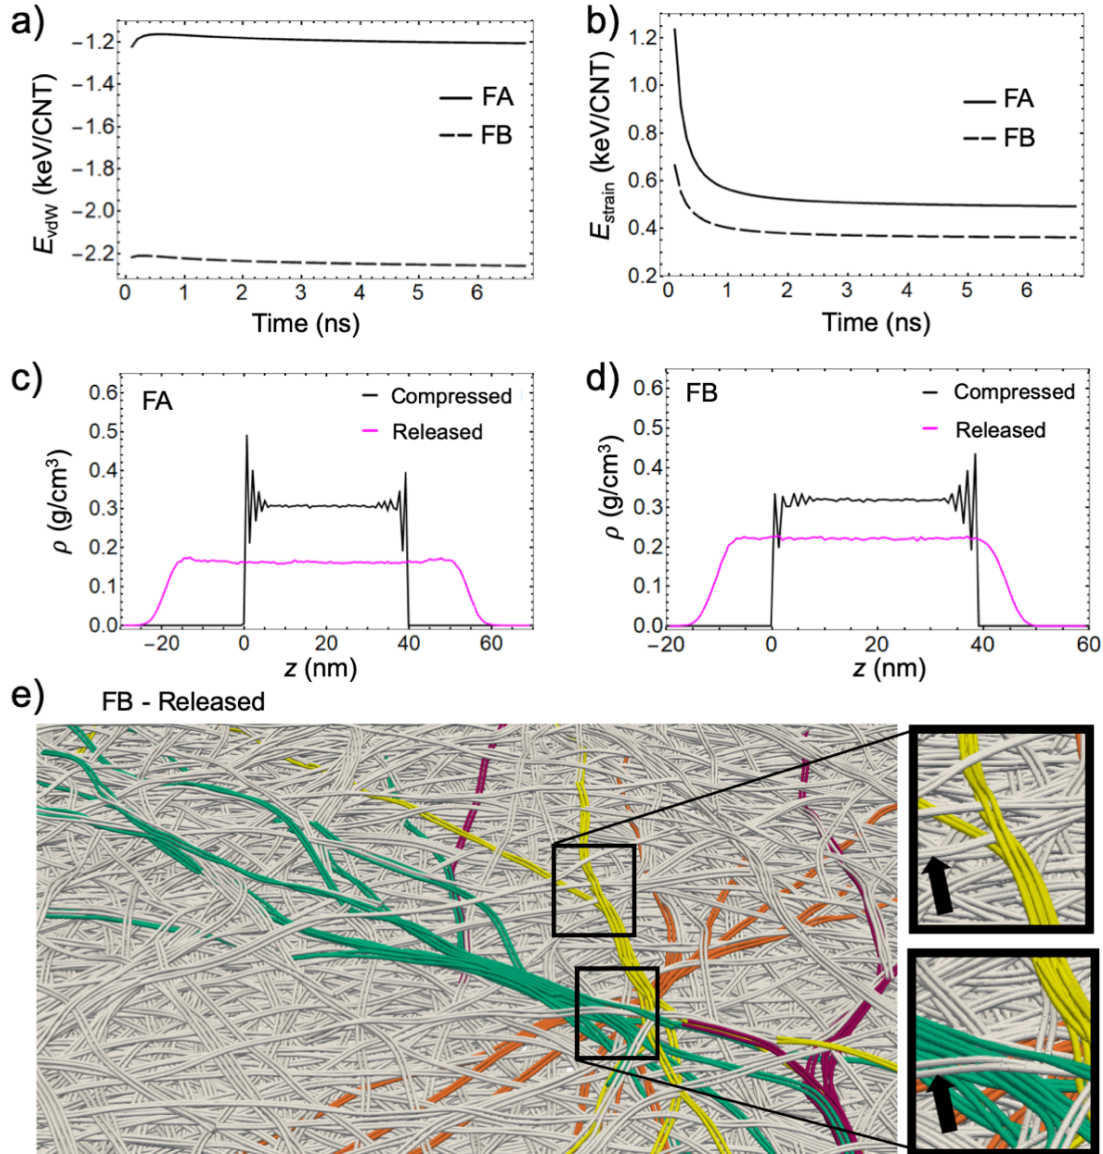 a)
−1.2
−1.4
−1.6
−1.8
−2.0
−2.2
EvdW (keV/CNT)
FA
FB
0 1 2 3 4 5 6
Time (ns)
b)
1.2
1.0
0.8
0.6
0.4
0.2
Estrain (keV/CNT)
FA
FB
0 1 2 3 4 5 6
Time (ns)
c)
0.6
0.5
0.4
0.3
0.2
0.1
0.0
ρ (g/cm³)
FA
Compressed
Released
−20 0 20 40 60
z (nm)
d)
0.6
0.5
0.4
0.3
0.2
0.1
0.0
ρ (g/cm³)
FB
Compressed
Released
−20 0 20 40 60
z (nm)
e)
FB - Released